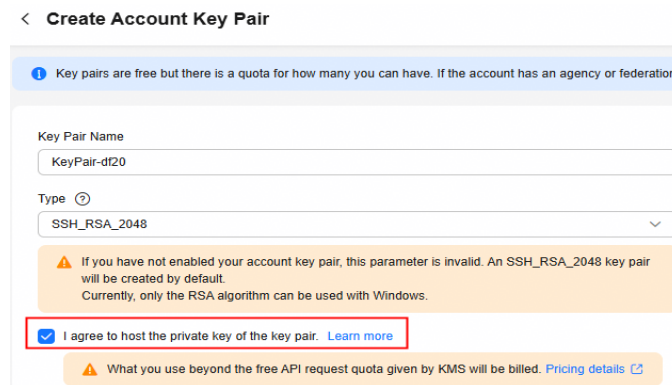 Create Account Key Pair
Key pairs are free but there is a quota for how many you can have. If the account has an agency or federation
Key Pair Name
KeyPair-df20
Type
SSH_RSA_2048
If you have not enabled your account key pair, this parameter is invalid. An SSH_RSA_2048 key pair
will be created by default.
Currently, only the RSA algorithm can be used with Windows.
I agree to host the private key of the key pair. Learn more
What you use beyond the free API request quota given by KMS will be billed. Pricing details